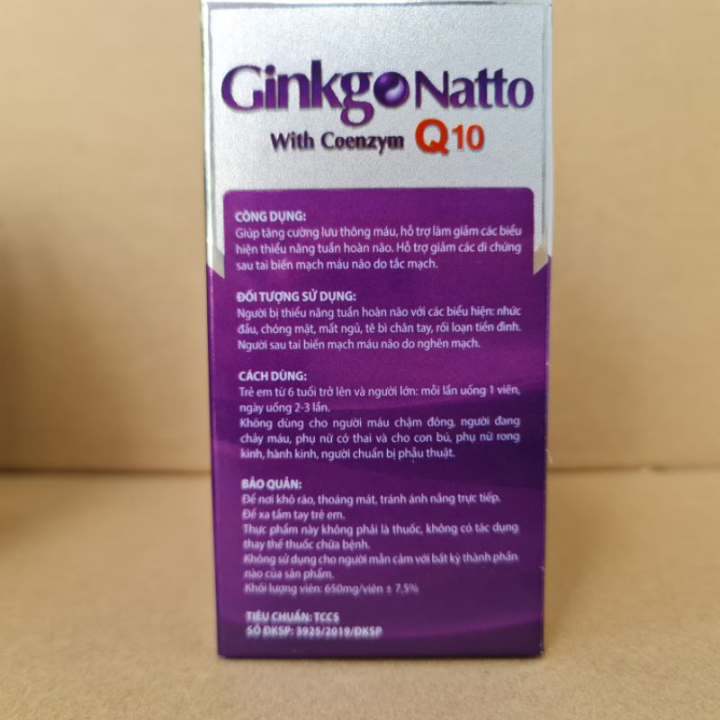 Ginkgo Natto
With Coenzym Q10
CÔNG DỤNG:
Giúp tăng cường lưu thông máu, hỗ trợ làm giảm các biểu
hiện thiểu năng tuần hoàn não. Hỗ trợ giảm các di chứng
sau tai biến mạch máu não do tắc mạch.
ĐỐI TƯỢNG SỬ DỤNG:
Người bị thiểu năng tuần hoàn não với các biểu hiện: nhức
đầu, chóng mặt, mất ngủ, tê bì chân tay, rối loạn tiền đình.
Người sau tai biến mạch máu não do nghẽn mạch.
CÁCH DÙNG:
Trẻ em từ 6 tuổi trở lên và người lớn: mỗi lần uống 1 viên,
ngày uống 2-3 lần.
Không dùng cho người máu chậm đông, người đang
chảy máu, phụ nữ có thai và cho con bú, phụ nữ rong
kinh, hành kinh, người chuẩn bị phẫu thuật.
BẢO QUẢN:
Để nơi khô ráo, thoáng mát, tránh ánh nắng trực tiếp.
Để xa tầm tay trẻ em.
Thực phẩm này không phải là thuốc, không có tác dụng
thay thế thuốc chữa bệnh.
Không sử dụng cho người mẫn cảm với bất kỳ thành phần
nào của sản phẩm.
Khối lượng viên: 650mg/viên ± 7,5%
TIÊU CHUẨN: TCCS
SỐ ĐKSP: 3925/2019/ĐKSP